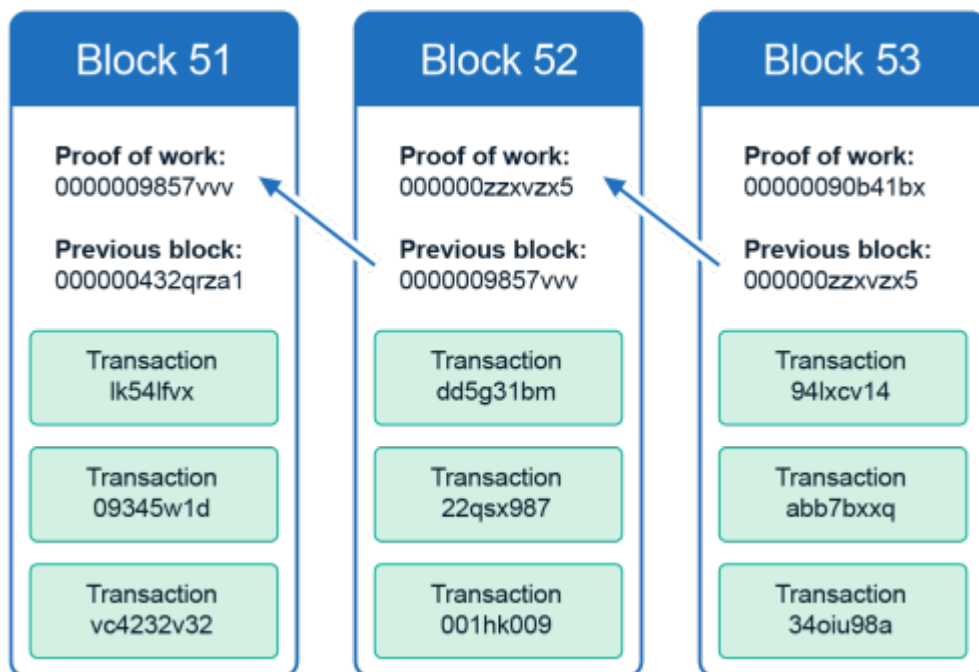 Block 51
Proof of work:
0000009857vvv
Previous block:
000000432qrza1
Transaction
lk54lfvx
Transaction
09345w1d
Transaction
vc4232v32
Block 52
Proof of work:
000000zzxvzx5
Previous block:
0000009857vvv
Transaction
dd5g31bm
Transaction
22qsx987
Transaction
001hk009
Block 53
Proof of work:
00000090b41bx
Previous block:
000000zzxvzx5
Transaction
94lxcv14
Transaction
abb7bxxq
Transaction
34oiu98a